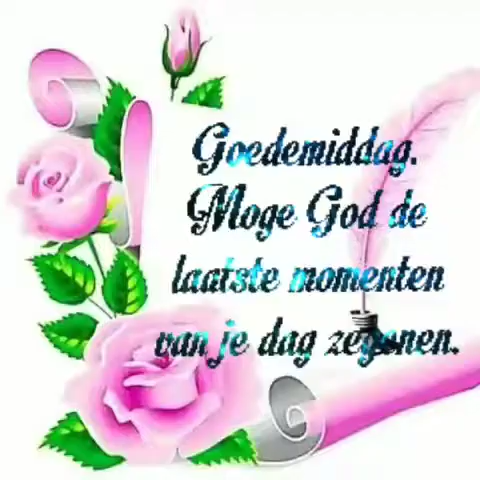 Goedemiddag.
Moge God de
laatste momenten
van je dag zegenen.